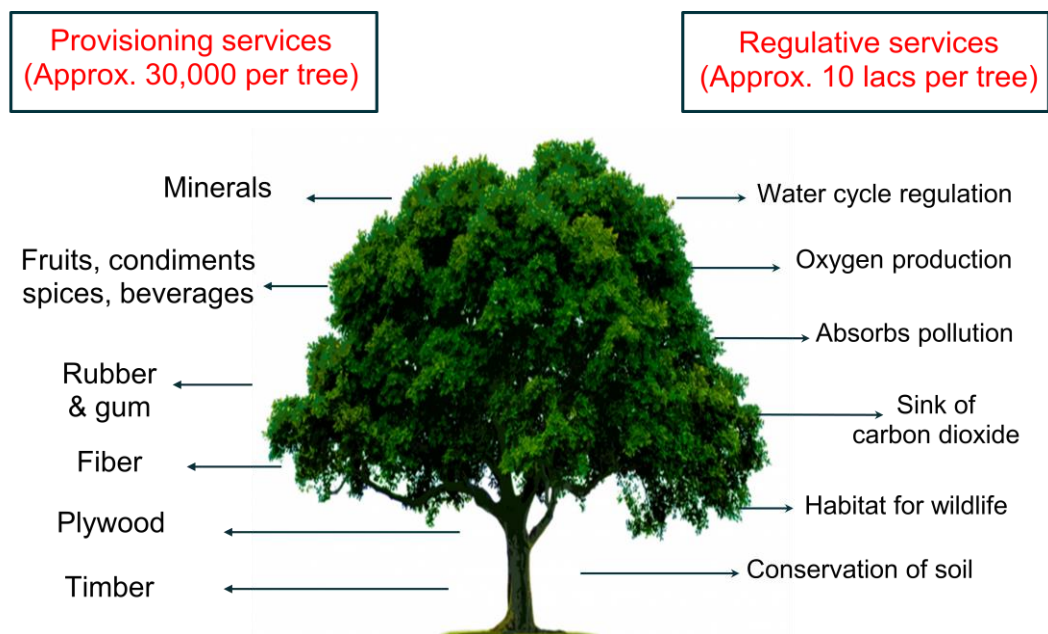 Provisioning services
(Approx. 30,000 per tree)
Regulative services
(Approx. 10 lacs per tree)
Minerals
Fruits, condiments
spices, beverages
Rubber
& gum
Fiber
Plywood
Timber
Water cycle regulation
Oxygen production
Absorbs pollution
Sink of
carbon dioxide
Habitat for wildlife
Conservation of soil